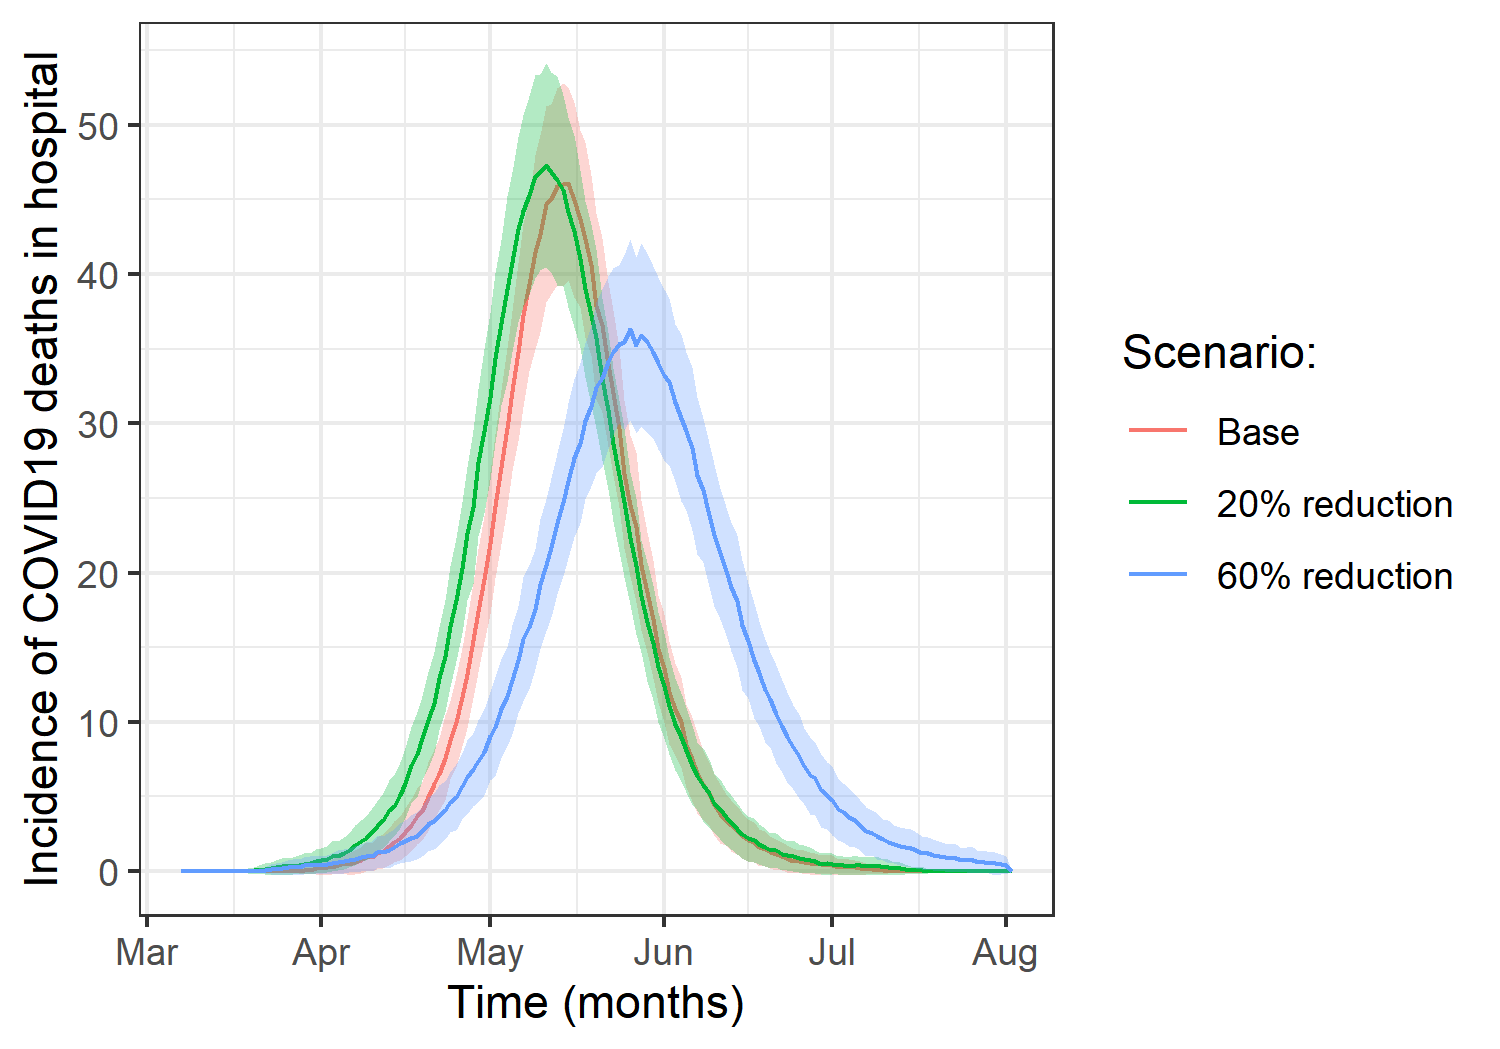 Incidence of COVID19 deaths in hospital
50
40
30
20
10
0
Mar Apr May Jun Jul Aug
Time (months)
Scenario:
Base
20% reduction
60% reduction